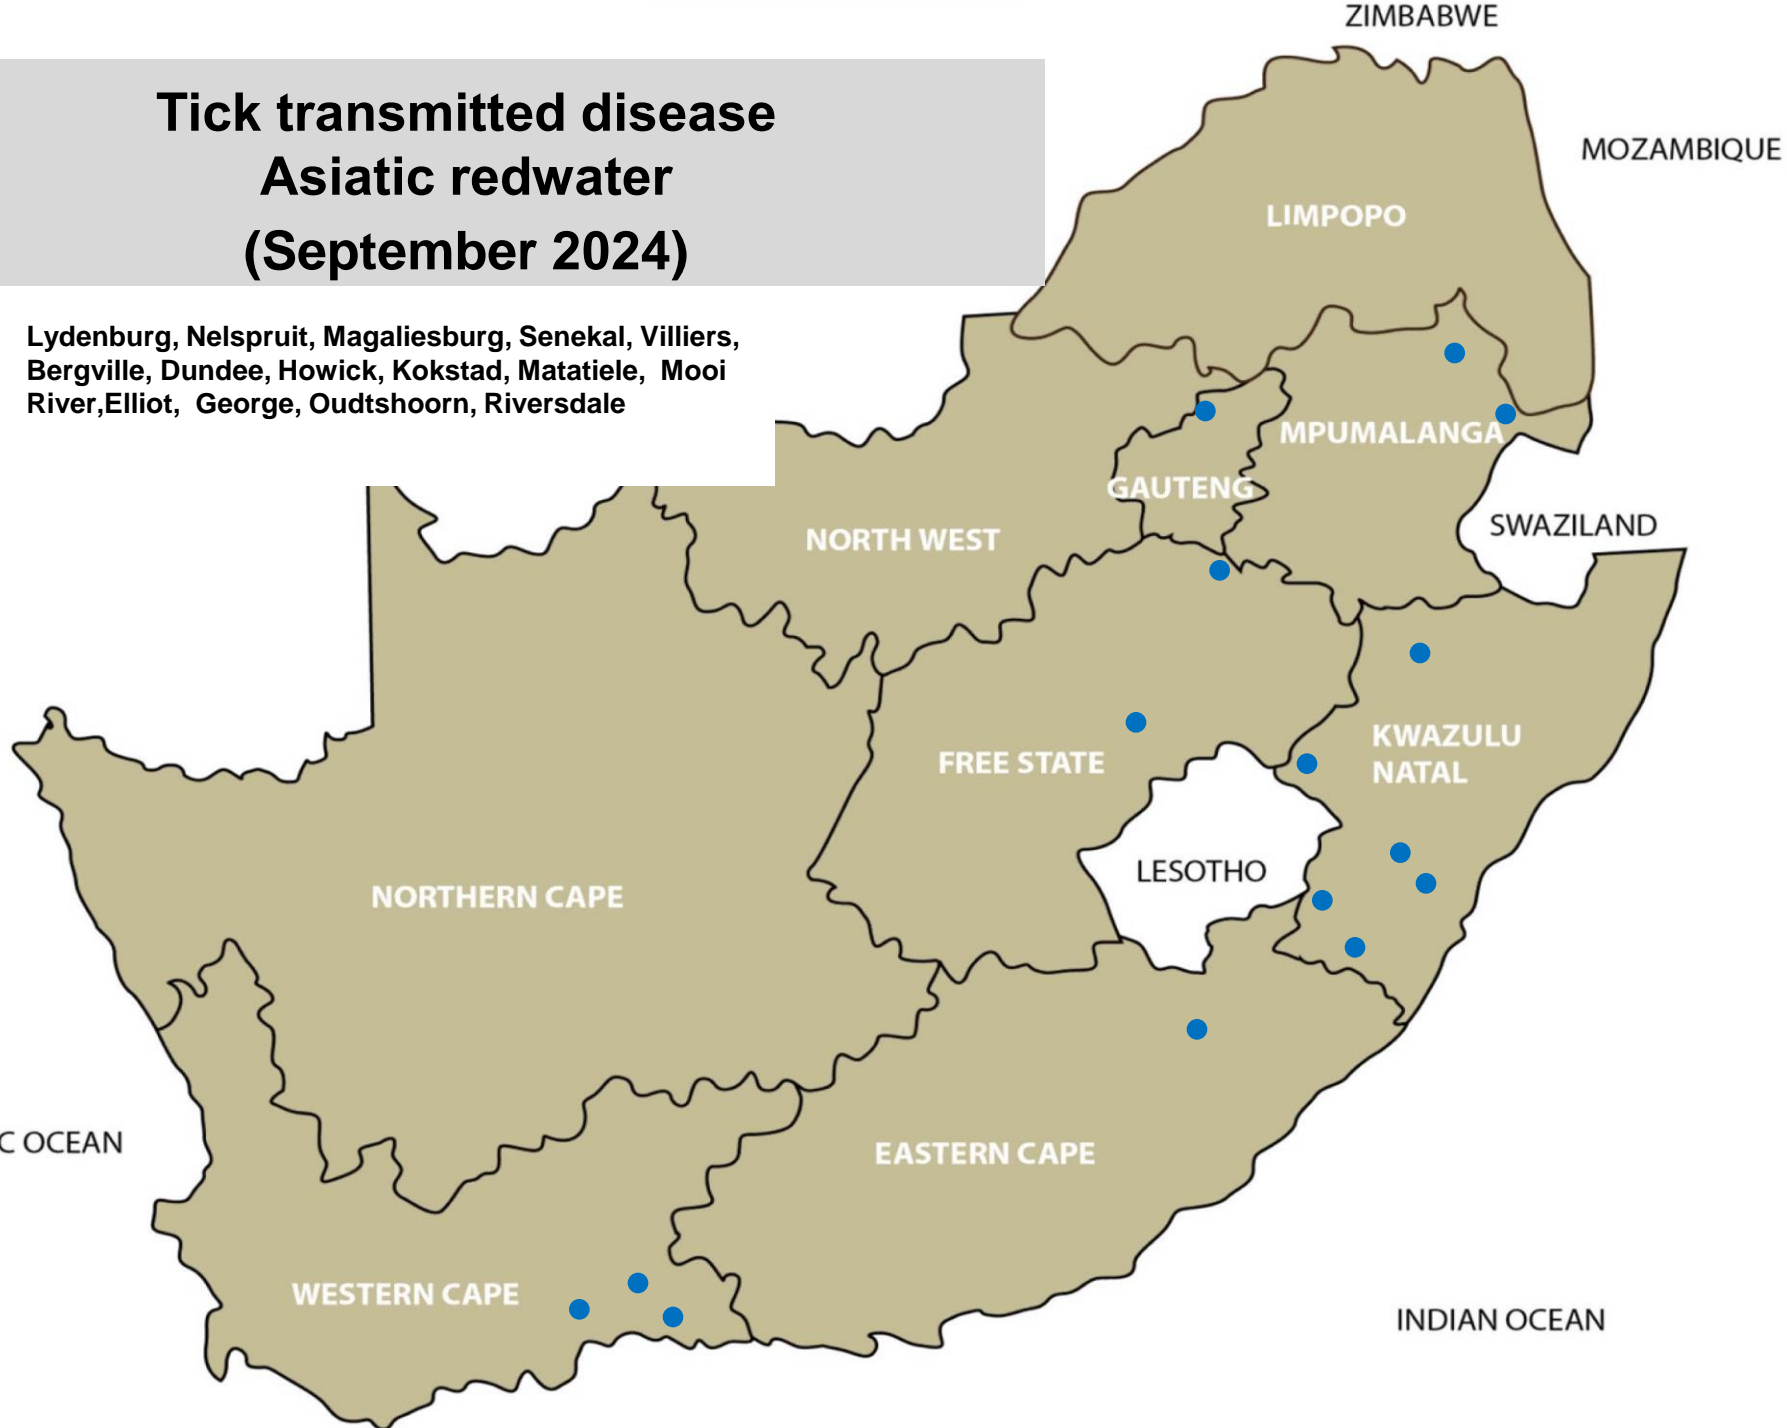 ZIMBABWE
Tick transmitted disease
Asiatic redwater
(September 2024)
MOZAMBIQUE
LIMPOPO
Lydenburg, Nelspruit, Magaliesburg, Senekal, Villiers,
Bergville, Dundee, Howick, Kokstad, Matatiele,  Mooi
River,Elliot,  George, Oudtshoorn, Riversdale
MPUMALANGA
GAUTENG
NORTH WEST
SWAZILAND
KWAZULU
NATAL
FREE STATE
LESOTHO
NORTHERN CAPE
C OCEAN
EASTERN CAPE
WESTERN CAPE
INDIAN OCEAN